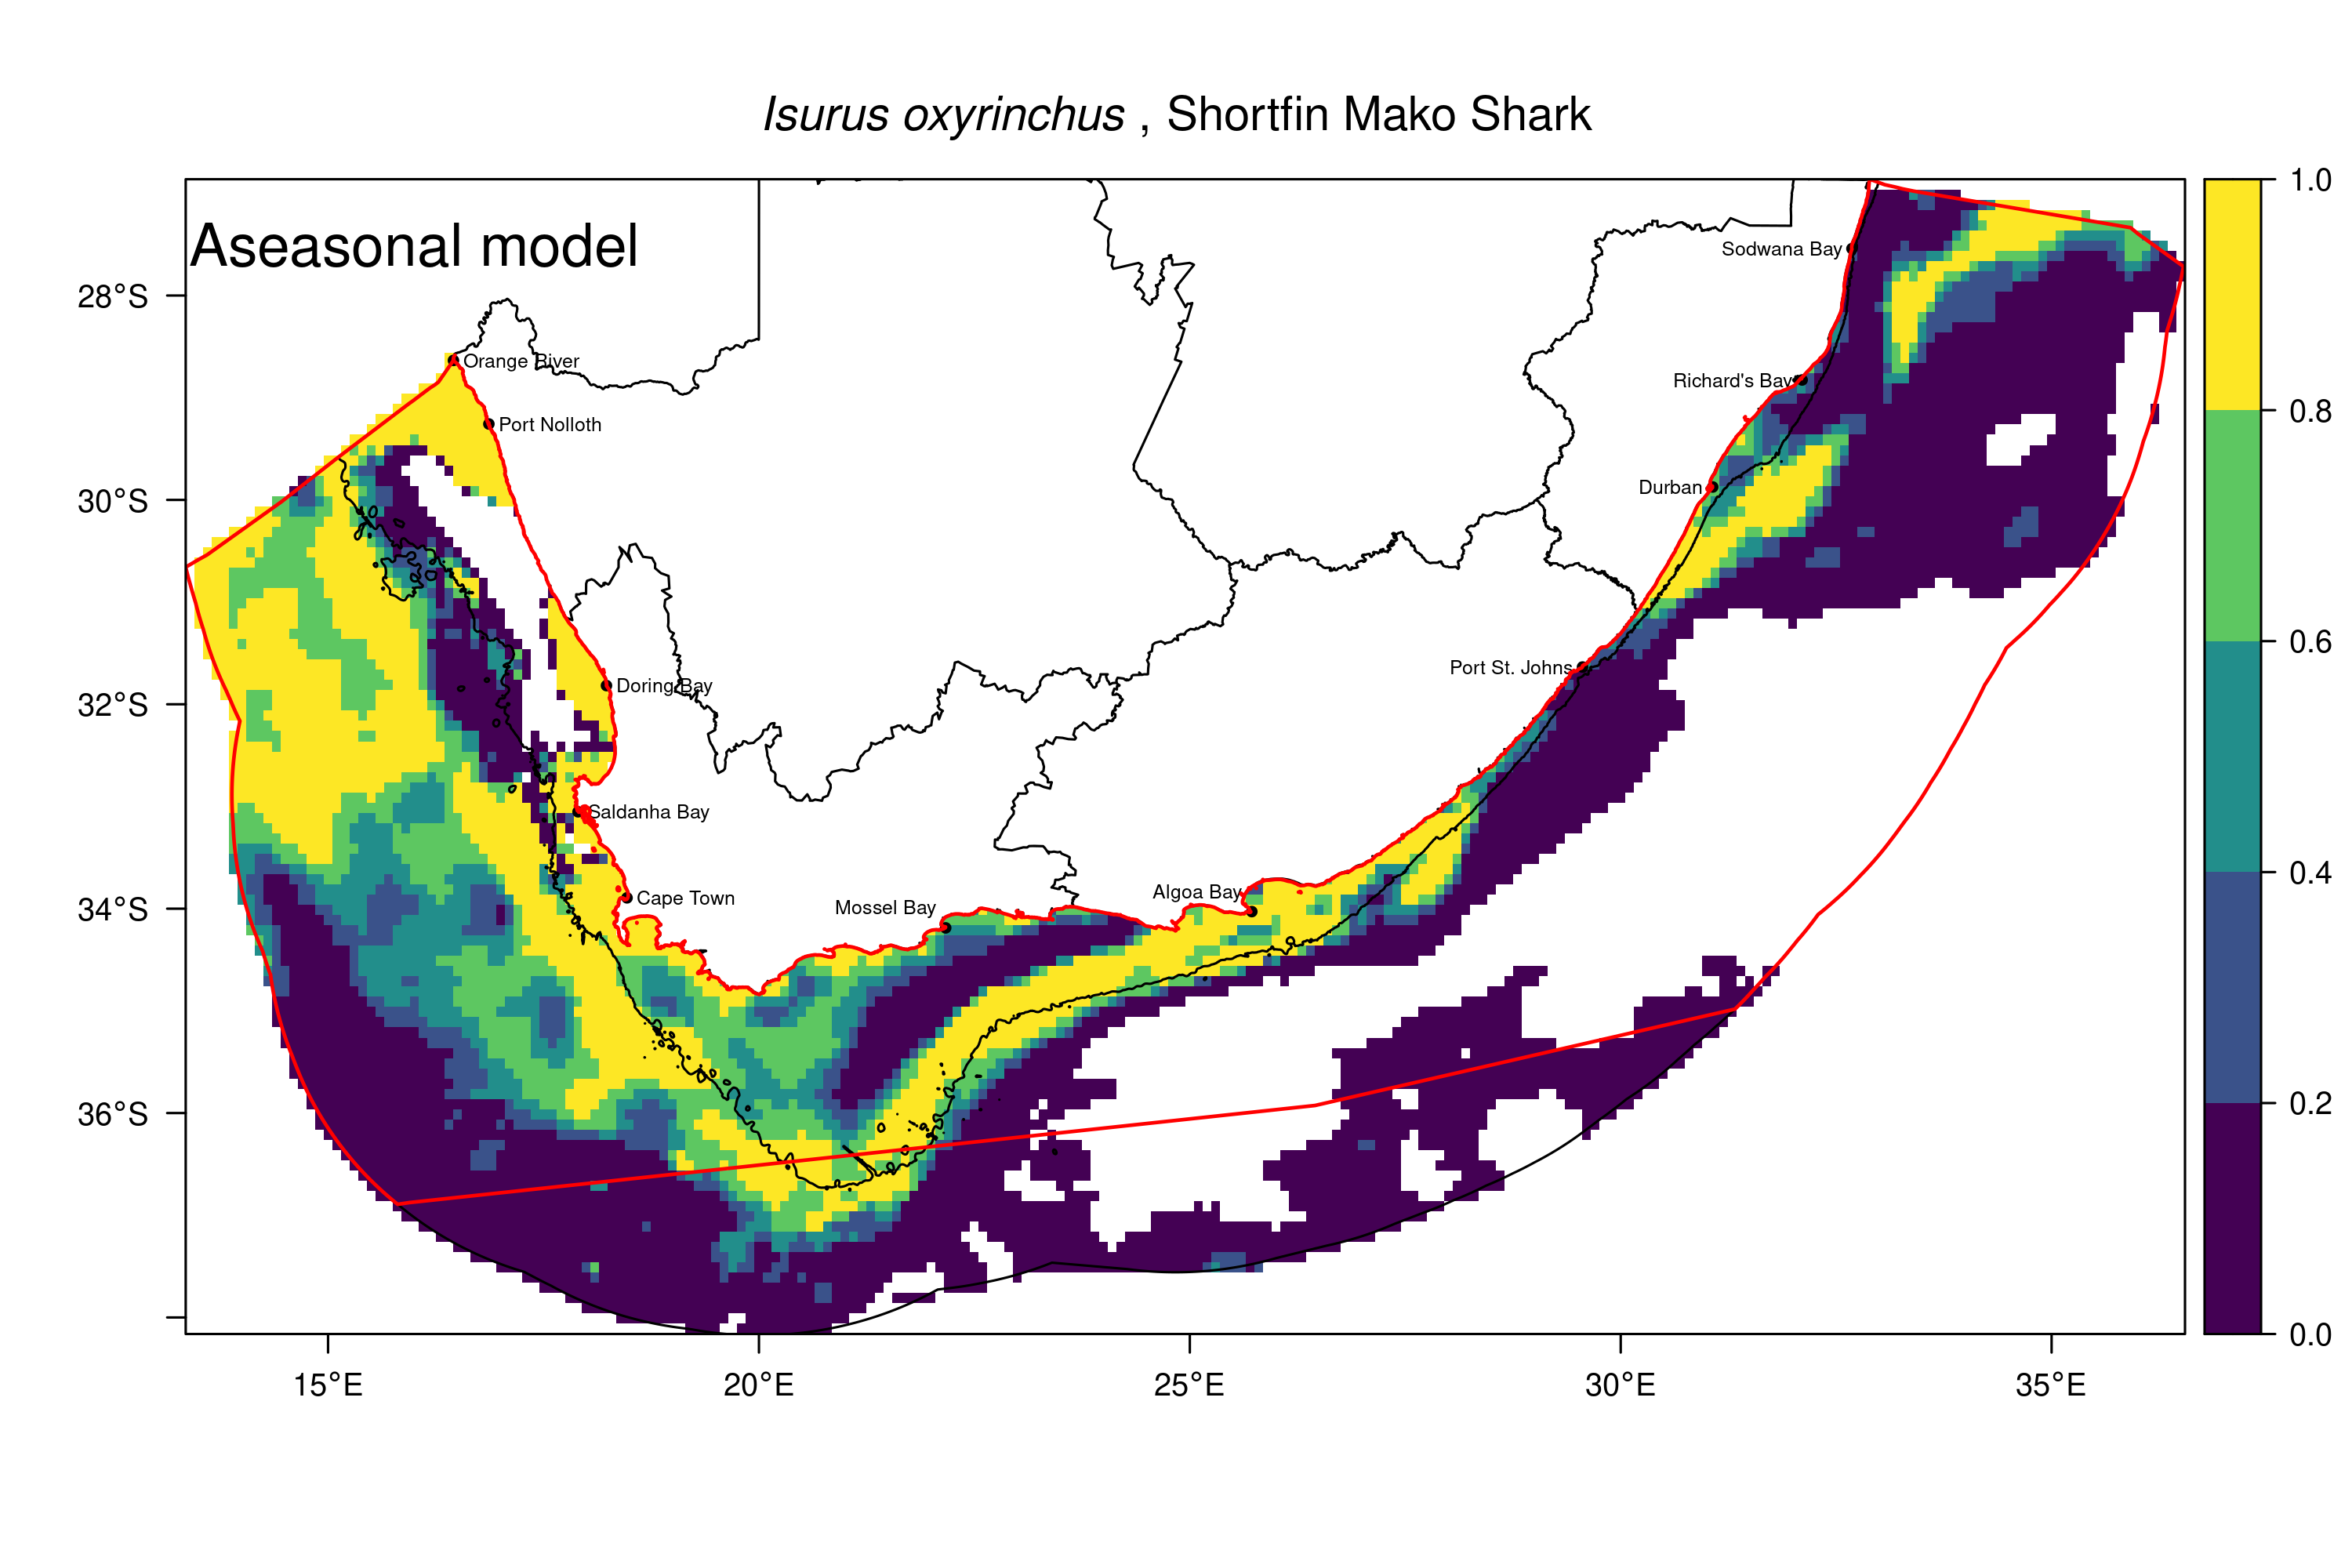 Isurus oxyrinchus , Shortfin Mako Shark
Aseasonal model
1.0
0.8
0.6
0.4
0.2
0.0
28°S
30°S
32°S
34°S
36°S
15°E
20°E
25°E
30°E
35°E
Sodwana Bay
Orange River
Richard's Bay
Port Nolloth
Durban
Port St. Johns
Doring Bay
Saldanha Bay
Algoa Bay
Cape Town
Mossel Bay